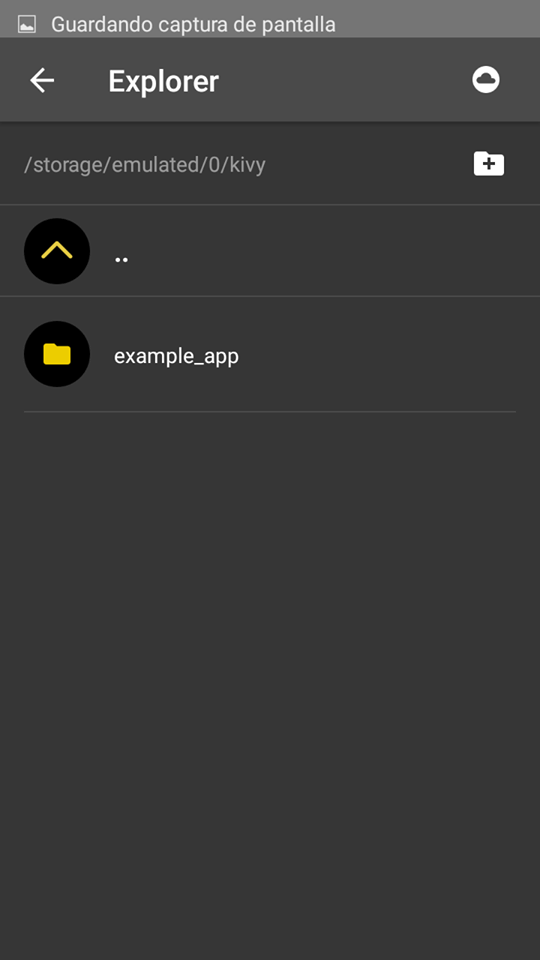 Guardando captura de pantalla
Explorer
/storage/emulated/0/kivy
..
example_app